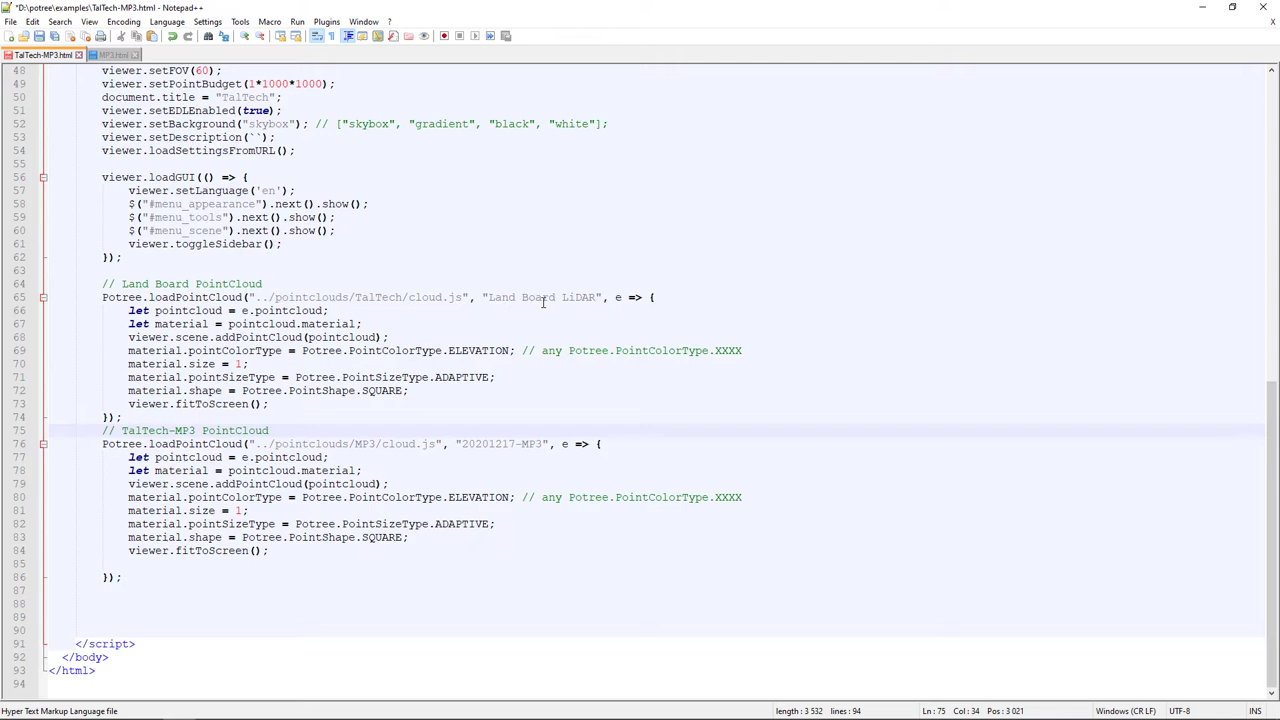 *D:\potree\examples\TalTech-MP3.html - Notepad++
File Edit Search View Encoding Language Settings Tools Macro Run Plugins Window ?
TalTech-MP3.html MP3.html
48 viewer.setFOV(60);
49 viewer.setPointBudget(1*1000*1000);
50 document.title = "TalTech";
51 viewer.setEDLEnabled(true);
52 viewer.setBackground("skybox"); // ["skybox", "gradient", "black", "white"];
53 viewer.setDescription(``);
54 viewer.loadSettingsFromURL();
55
56 viewer.loadGUI(() => {
57 viewer.setLanguage('en');
58 $("#menu_appearance").next().show();
59 $("#menu_tools").next().show();
60 $("#menu_scene").next().show();
61 viewer.toggleSidebar();
62 });
63
64 // Land Board PointCloud
65 Potree.loadPointCloud("../pointclouds/TalTech/cloud.js", "Land Board LiDAR", e => {
66 let pointcloud = e.pointcloud;
67 let material = pointcloud.material;
68 viewer.scene.addPointCloud(pointcloud);
69 material.pointColorType = Potree.PointColorType.ELEVATION; // any Potree.PointColorType.XXXX
70 material.size = 1;
71 material.pointSizeType = Potree.PointSizeType.ADAPTIVE;
72 material.shape = Potree.PointShape.SQUARE;
73 viewer.fitToScreen();
74 });
75 // TalTech-MP3 PointCloud
76 Potree.loadPointCloud("../pointclouds/MP3/cloud.js", "20201217-MP3", e => {
77 let pointcloud = e.pointcloud;
78 let material = pointcloud.material;
79 viewer.scene.addPointCloud(pointcloud);
80 material.pointColorType = Potree.PointColorType.ELEVATION; // any Potree.PointColorType.XXXX
81 material.size = 1;
82 material.pointSizeType = Potree.PointSizeType.ADAPTIVE;
83 material.shape = Potree.PointShape.SQUARE;
84 viewer.fitToScreen();
85
86 });
87
88
89
90
91 </script>
92 </body>
93 </html>
94
Hyper Text Markup Language file length : 3 532 lines : 94 Ln : 75 Col : 34 Pos : 3 021 Windows (CR LF) UTF-8 INS